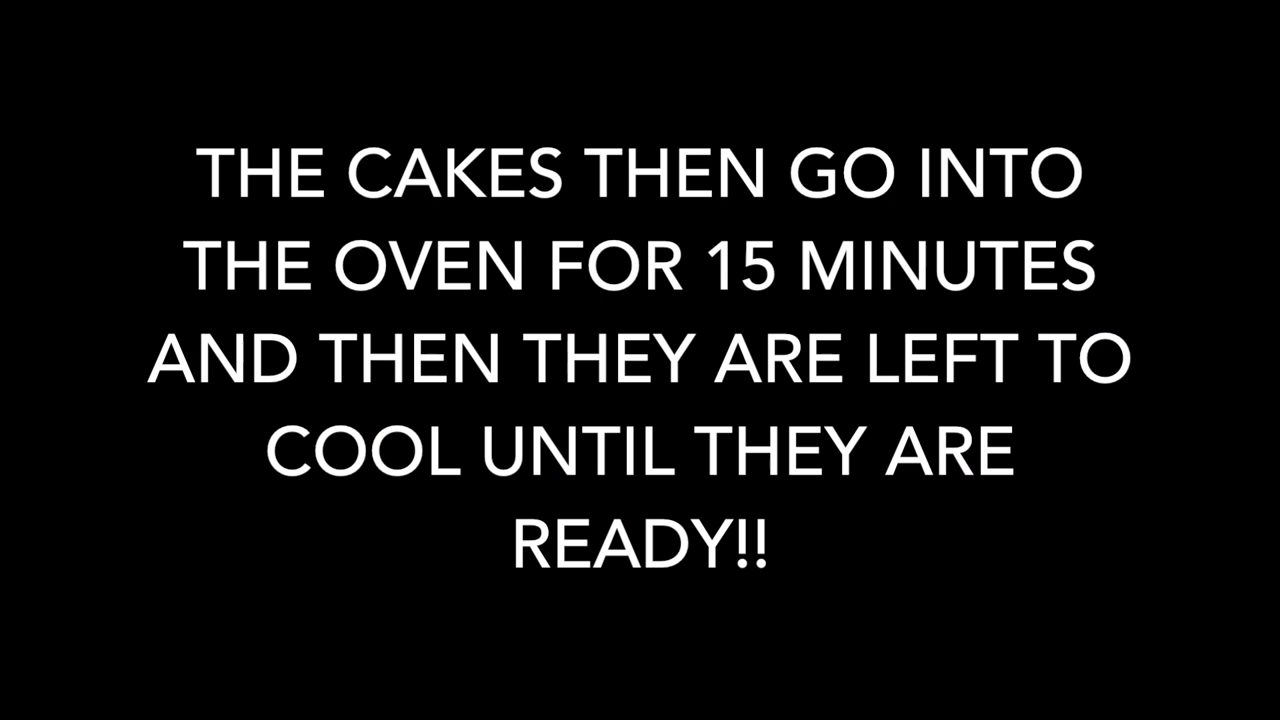 THE CAKES THEN GO INTO
THE OVEN FOR 15 MINUTES
AND THEN THEY ARE LEFT TO
COOL UNTIL THEY ARE
READY!!